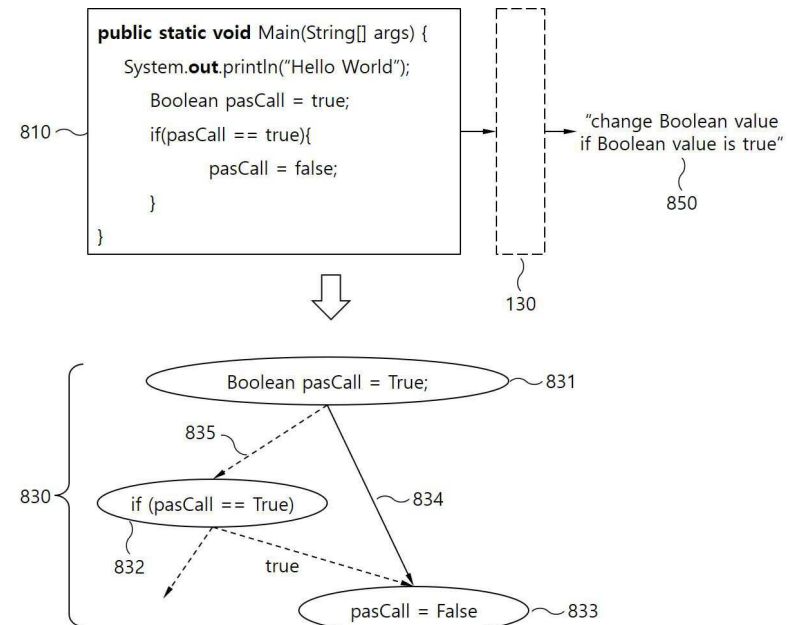 public static void Main(String[] args) {
System.out.println("Hello World");
Boolean pasCall = true;
if(pasCall == true){
pasCall = false;
}
}
810
"change Boolean value
if Boolean value is true"
850
130
Boolean pasCall = True;
831
835
830
if (pasCall == True)
834
832
true
pasCall = False
833